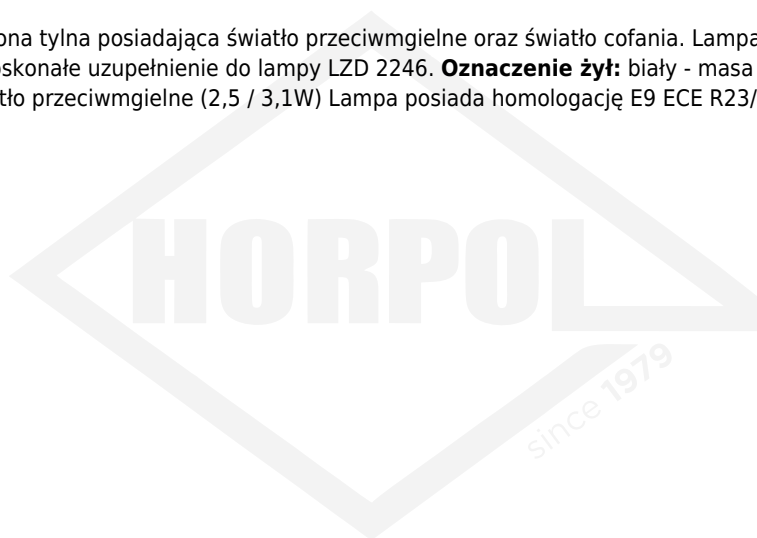 ona tylna posiadająca światło przeciwmgielne oraz światło cofania. Lampa
oskonałe uzupełnienie do lampy LZD 2246. Oznaczenie żył: biały - masa
tło przeciwmgielne (2,5 / 3,1W) Lampa posiada homologację E9 ECE R23/
HORPOL
since 1979